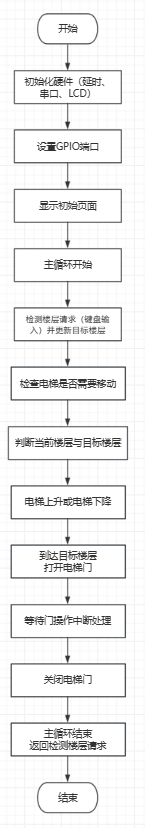 开始
初始化硬件（延时、
串口、LCD）
设置GPIO端口
显示初始页面
主循环开始
检测楼层请求（键盘输
入）并更新目标楼层
检查电梯是否需要移动
判断当前楼层与目标楼层
电梯上升或电梯下降
到达目标楼层
打开电梯门
等待门操作中断处理
关闭电梯门
主循环结束
返回检测楼层请求
结束